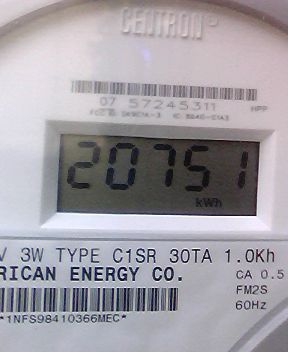 CENTRON®
07 57245311 HPP
20751
kWh
V 3W TYPE C1SR 30TA 1.0Kh
RICAN ENERGY CO. CA 0.5
FM2S
*1NFS98410366MEC* 60Hz